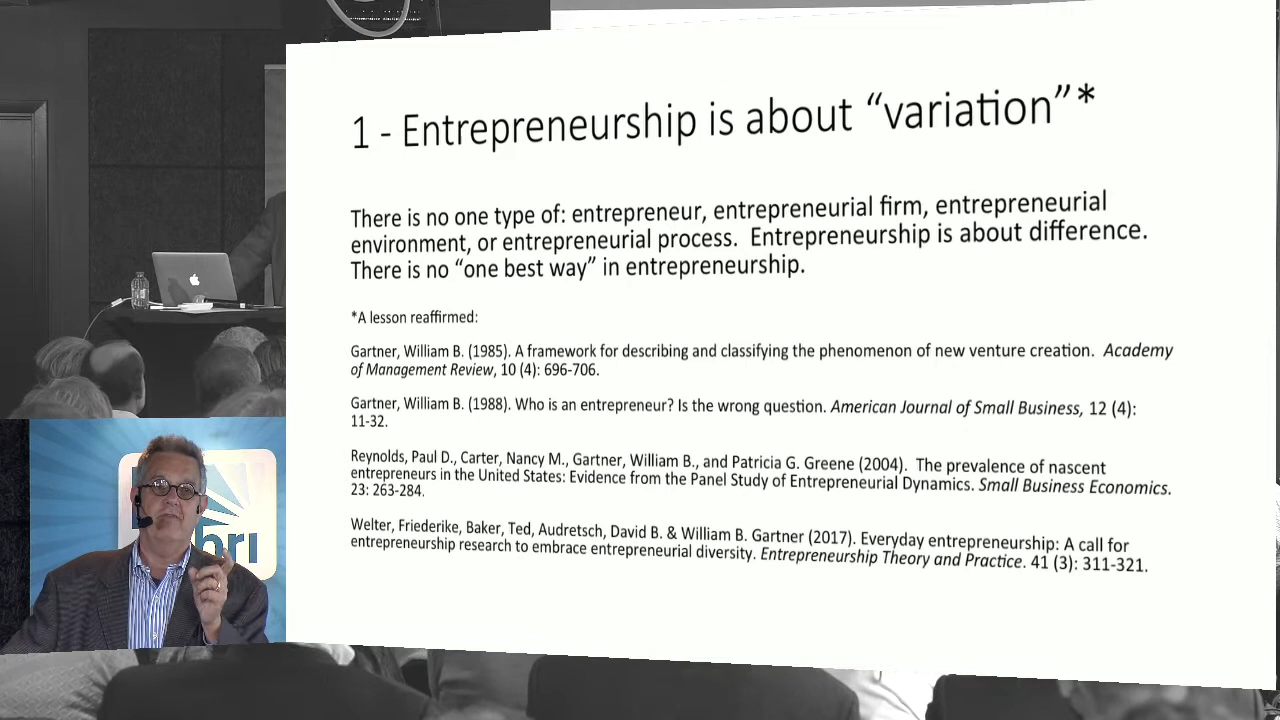 1 - Entrepreneurship is about “variation”*
There is no one type of: entrepreneur, entrepreneurial firm, entrepreneurial
environment, or entrepreneurial process.  Entrepreneurship is about difference.
There is no “one best way” in entrepreneurship.
*A lesson reaffirmed:
Gartner, William B. (1985). A framework for describing and classifying the phenomenon of new venture creation.  Academy
of Management Review, 10 (4): 696-706.
Gartner, William B. (1988). Who is an entrepreneur? Is the wrong question. American Journal of Small Business, 12 (4):
11-32.
Reynolds, Paul D., Carter, Nancy M., Gartner, William B., and Patricia G. Greene (2004).  The prevalence of nascent
entrepreneurs in the United States: Evidence from the Panel Study of Entrepreneurial Dynamics. Small Business Economics.
23: 263-284.
Welter, Friederike, Baker, Ted, Audretsch, David B. & William B. Gartner (2017). Everyday entrepreneurship: A call for
entrepreneurship research to embrace entrepreneurial diversity. Entrepreneurship Theory and Practice. 41 (3): 311-321.